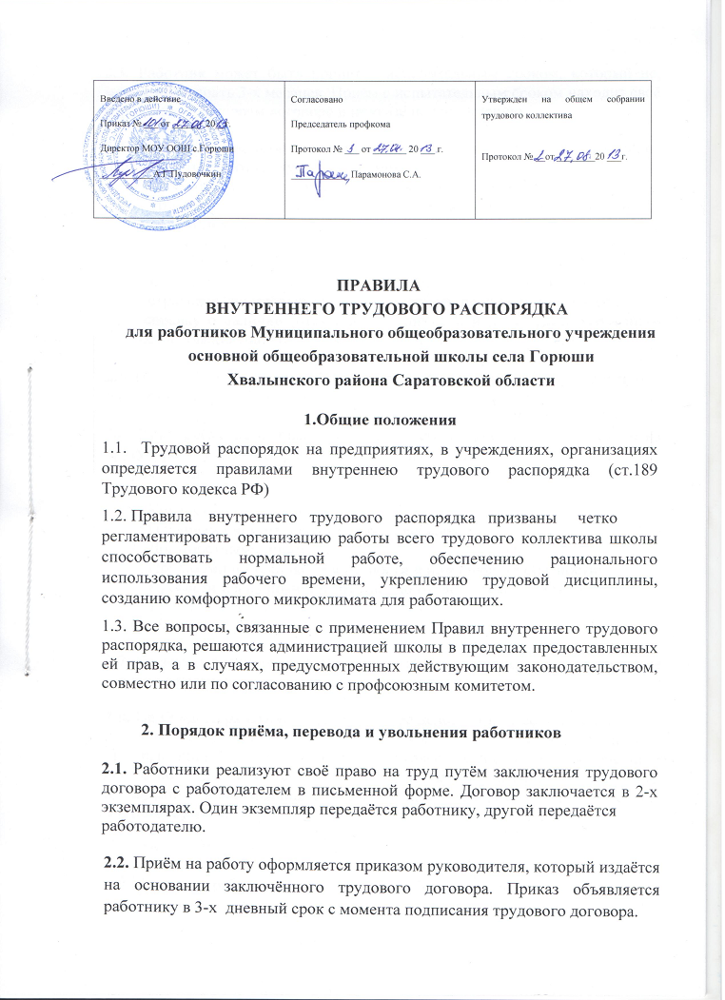 Введено в действие
Приказ № 101 от 27.08.2013.
Директор МОУ ООШ с.Горюши
А.Г.Пудовочкин
Согласовано
Председатель профкома
Протокол № 3 от 27.08. 2013 г.
Парамонова С.А.
Утвержден на общем собрании
трудового коллектива
Протокол № 2 от 27.08. 2013 г.
ПРАВИЛА
ВНУТРЕННЕГО ТРУДОВОГО РАСПОРЯДКА
для работников Муниципального общеобразовательного учреждения
основной общеобразовательной школы села Горюши
Хвалынского района Саратовской области
1.Общие положения
1.1. Трудовой распорядок на предприятиях, в учреждениях, организациях
определяется правилами внутреннею трудового распорядка (ст.189
Трудового кодекса РФ)
1.2. Правила внутреннего трудового распорядка призваны четко
регламентировать организацию работы всего трудового коллектива школы
способствовать нормальной работе, обеспечению рационального
использования рабочего времени, укреплению трудовой дисциплины,
созданию комфортного микроклимата для работающих.
1.3. Все вопросы, связанные с применением Правил внутреннего трудового
распорядка, решаются администрацией школы в пределах предоставленных
ей прав, а в случаях, предусмотренных действующим законодательством,
совместно или по согласованию с профсоюзным комитетом.
2. Порядок приёма, перевода и увольнения работников
2.1. Работники реализуют своё право на труд путём заключения трудового
договора с работодателем в письменной форме. Договор заключается в 2-х
экземплярах. Один экземпляр передаётся работнику, другой передаётся
работодателю.
2.2. Приём на работу оформляется приказом руководителя, который издаётся
на основании заключённого трудового договора. Приказ объявляется
работнику в 3-х дневный срок с момента подписания трудового договора.